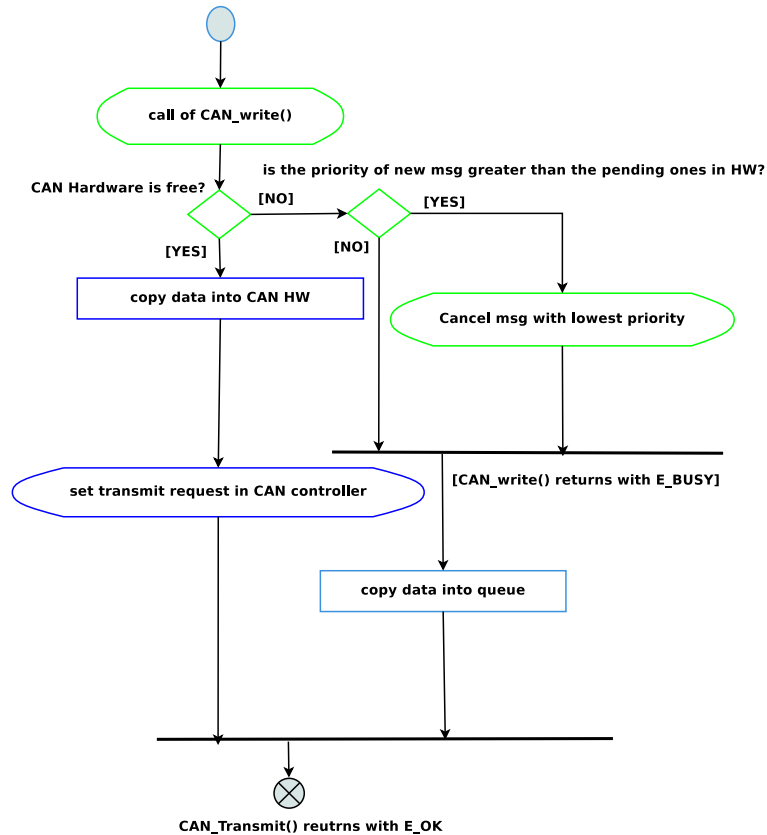 call of CAN_write()
is the priority of new msg greater than the pending ones in HW?
CAN Hardware is free?
[NO]
[YES]
[YES]
[NO]
copy data into CAN HW
Cancel msg with lowest priority
set transmit request in CAN controller
[CAN_write() returns with E_BUSY]
copy data into queue
CAN_Transmit() reutrns with E_OK